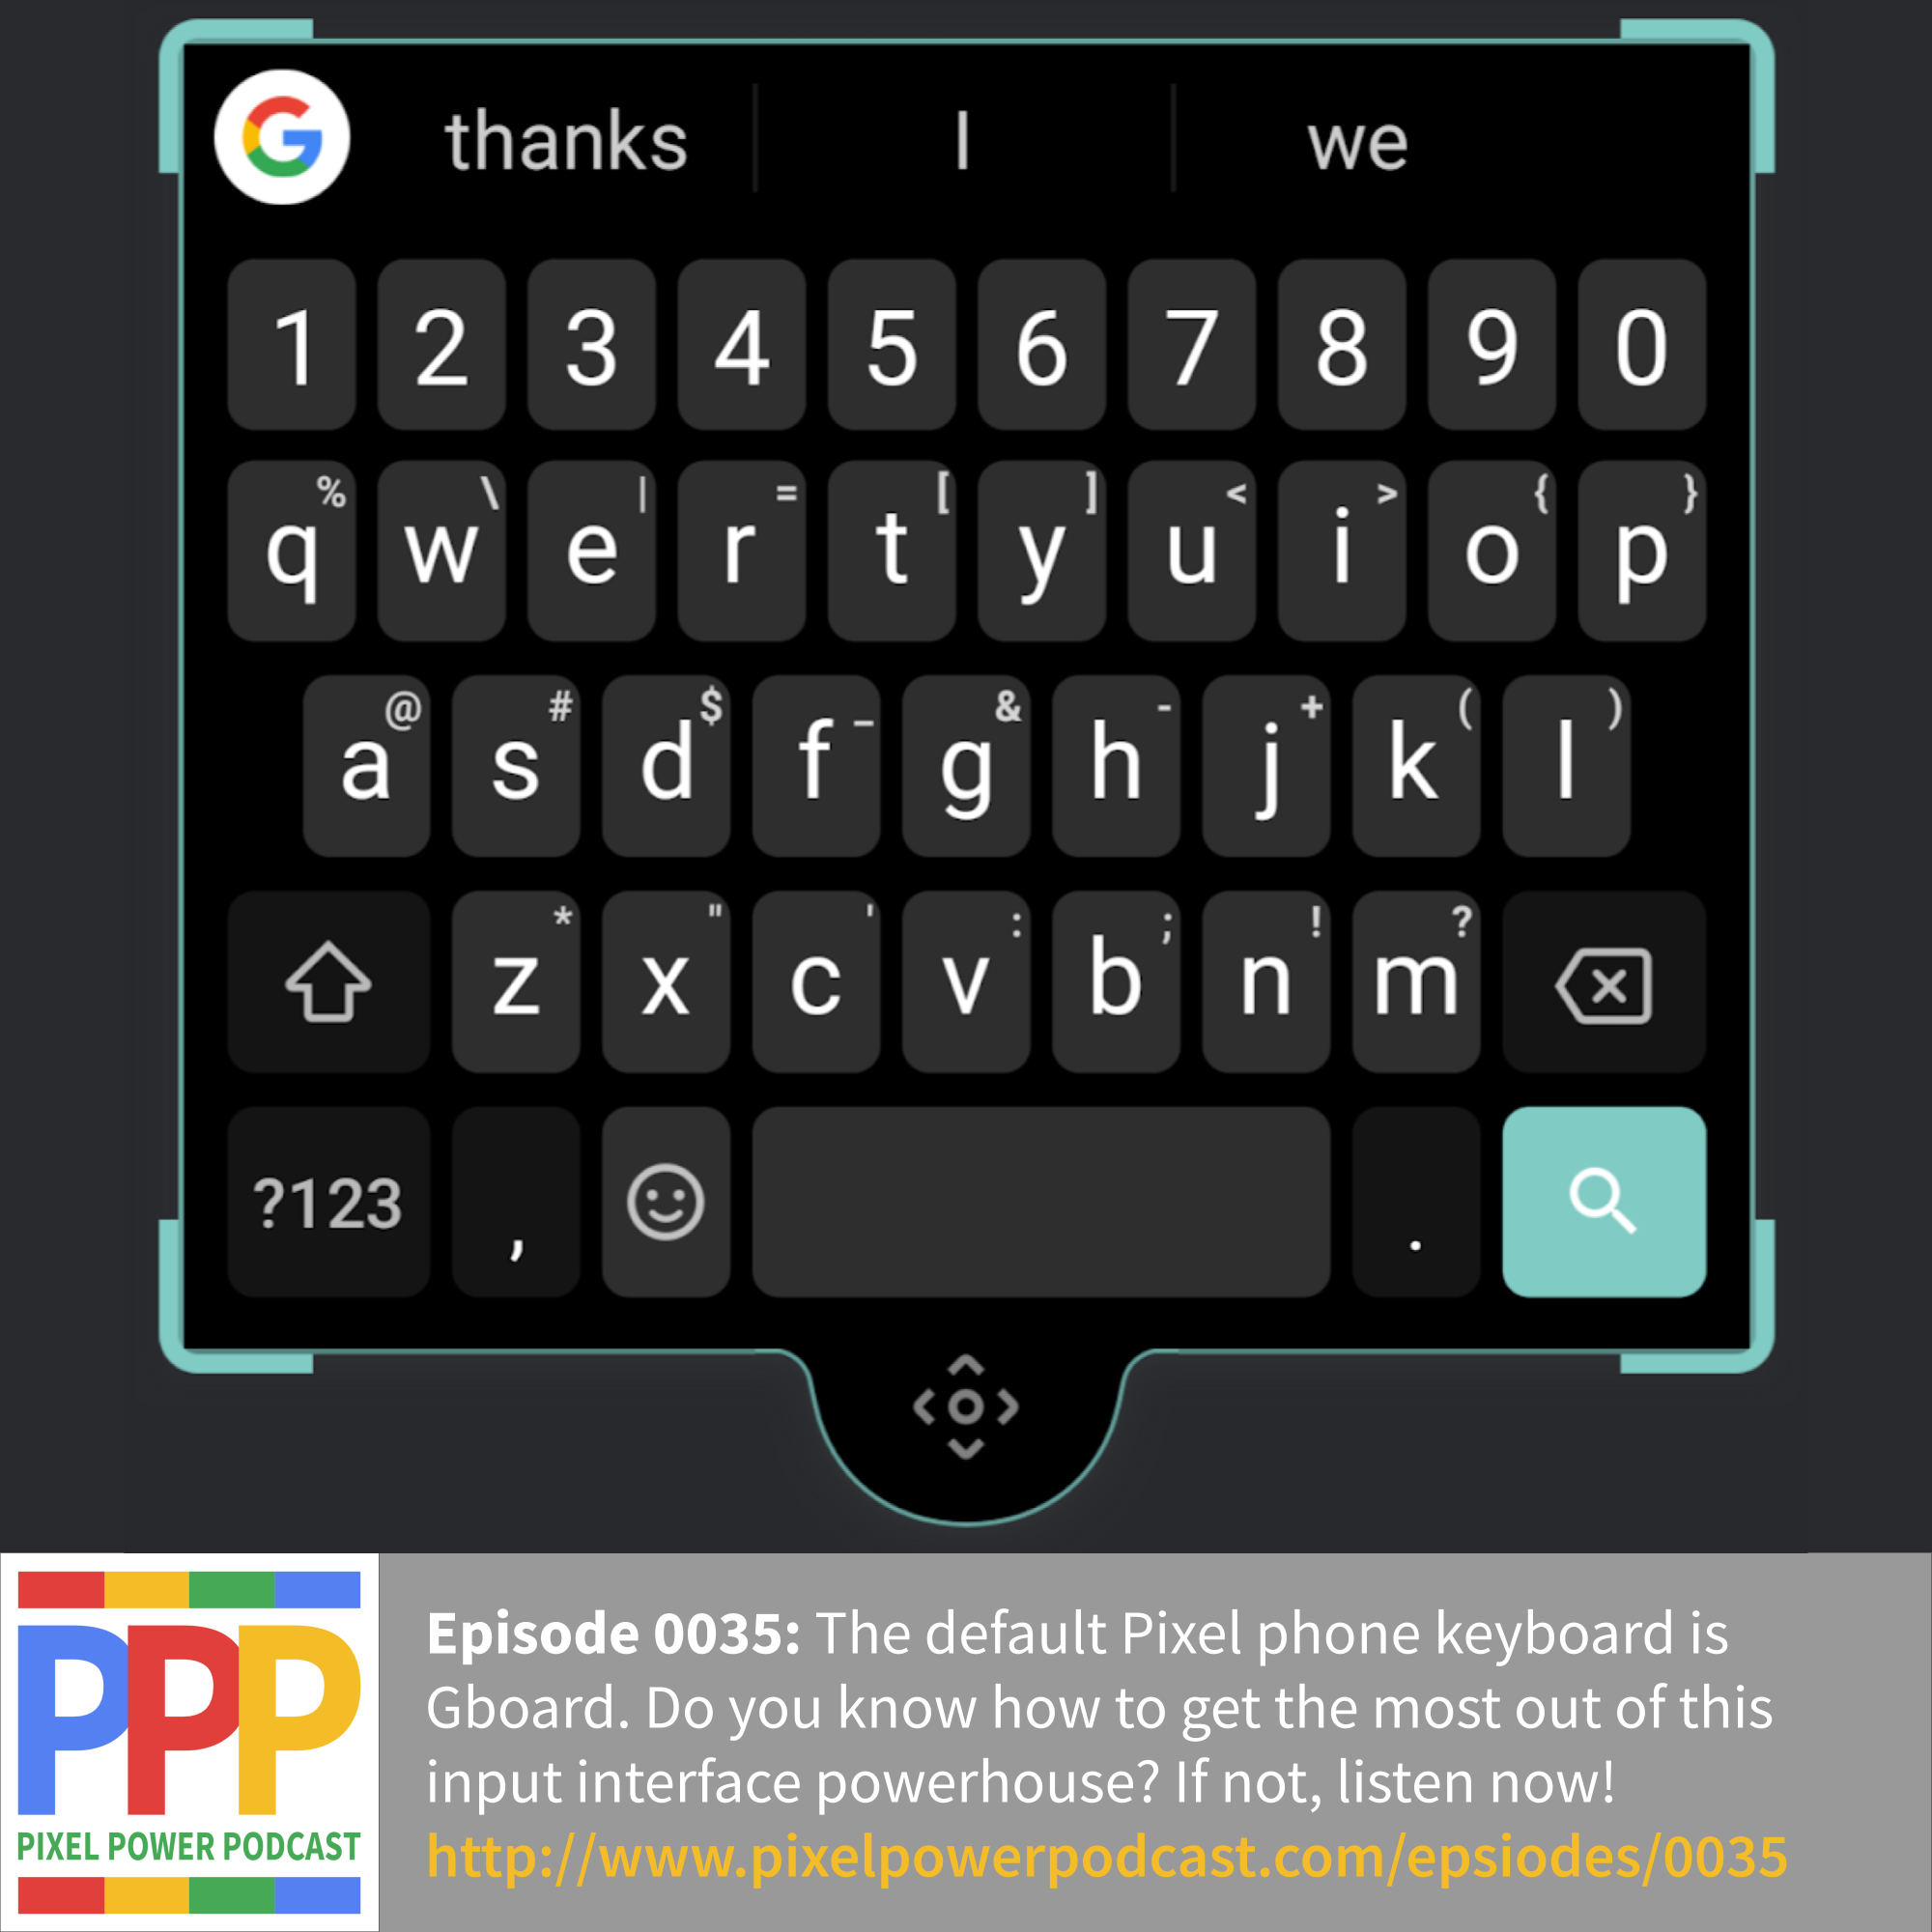 G thanks I we
1 2 3 4 5 6 7 8 9 0
% \ | = [ ] < > { }
q w e r t y u i o p
@ # $ _ & - + ( )
a s d f g h j k l
* " ' : ; ! ?
z x c v b n m
?123 , .
PPP
PIXEL POWER PODCAST
Episode 0035: The default Pixel phone keyboard is
Gboard. Do you know how to get the most out of this
input interface powerhouse? If not, listen now!
http://www.pixelpowerpodcast.com/epsiodes/0035